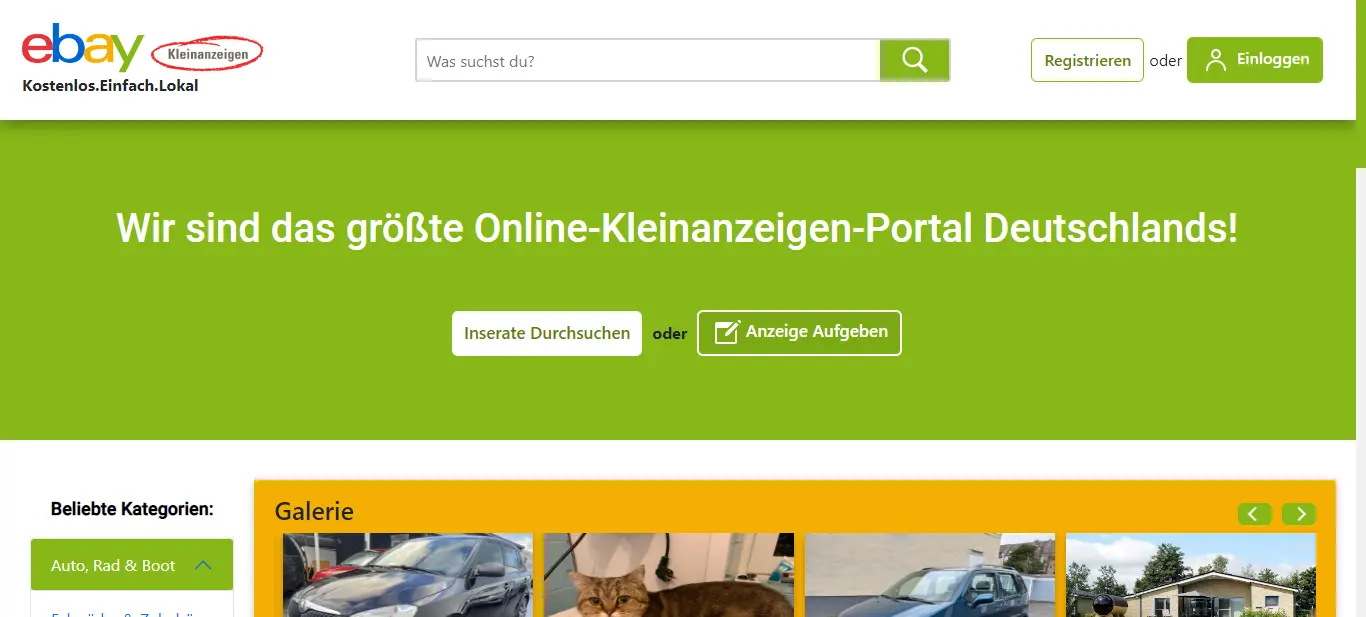 ebay Kleinanzeigen
Kostenlos.Einfach.Lokal
Was suchst du?
Registrieren oder Einloggen
Wir sind das größte Online-Kleinanzeigen-Portal Deutschlands!
Inserate Durchsuchen oder Anzeige Aufgeben
Beliebte Kategorien:
Galerie
Auto, Rad & Boot